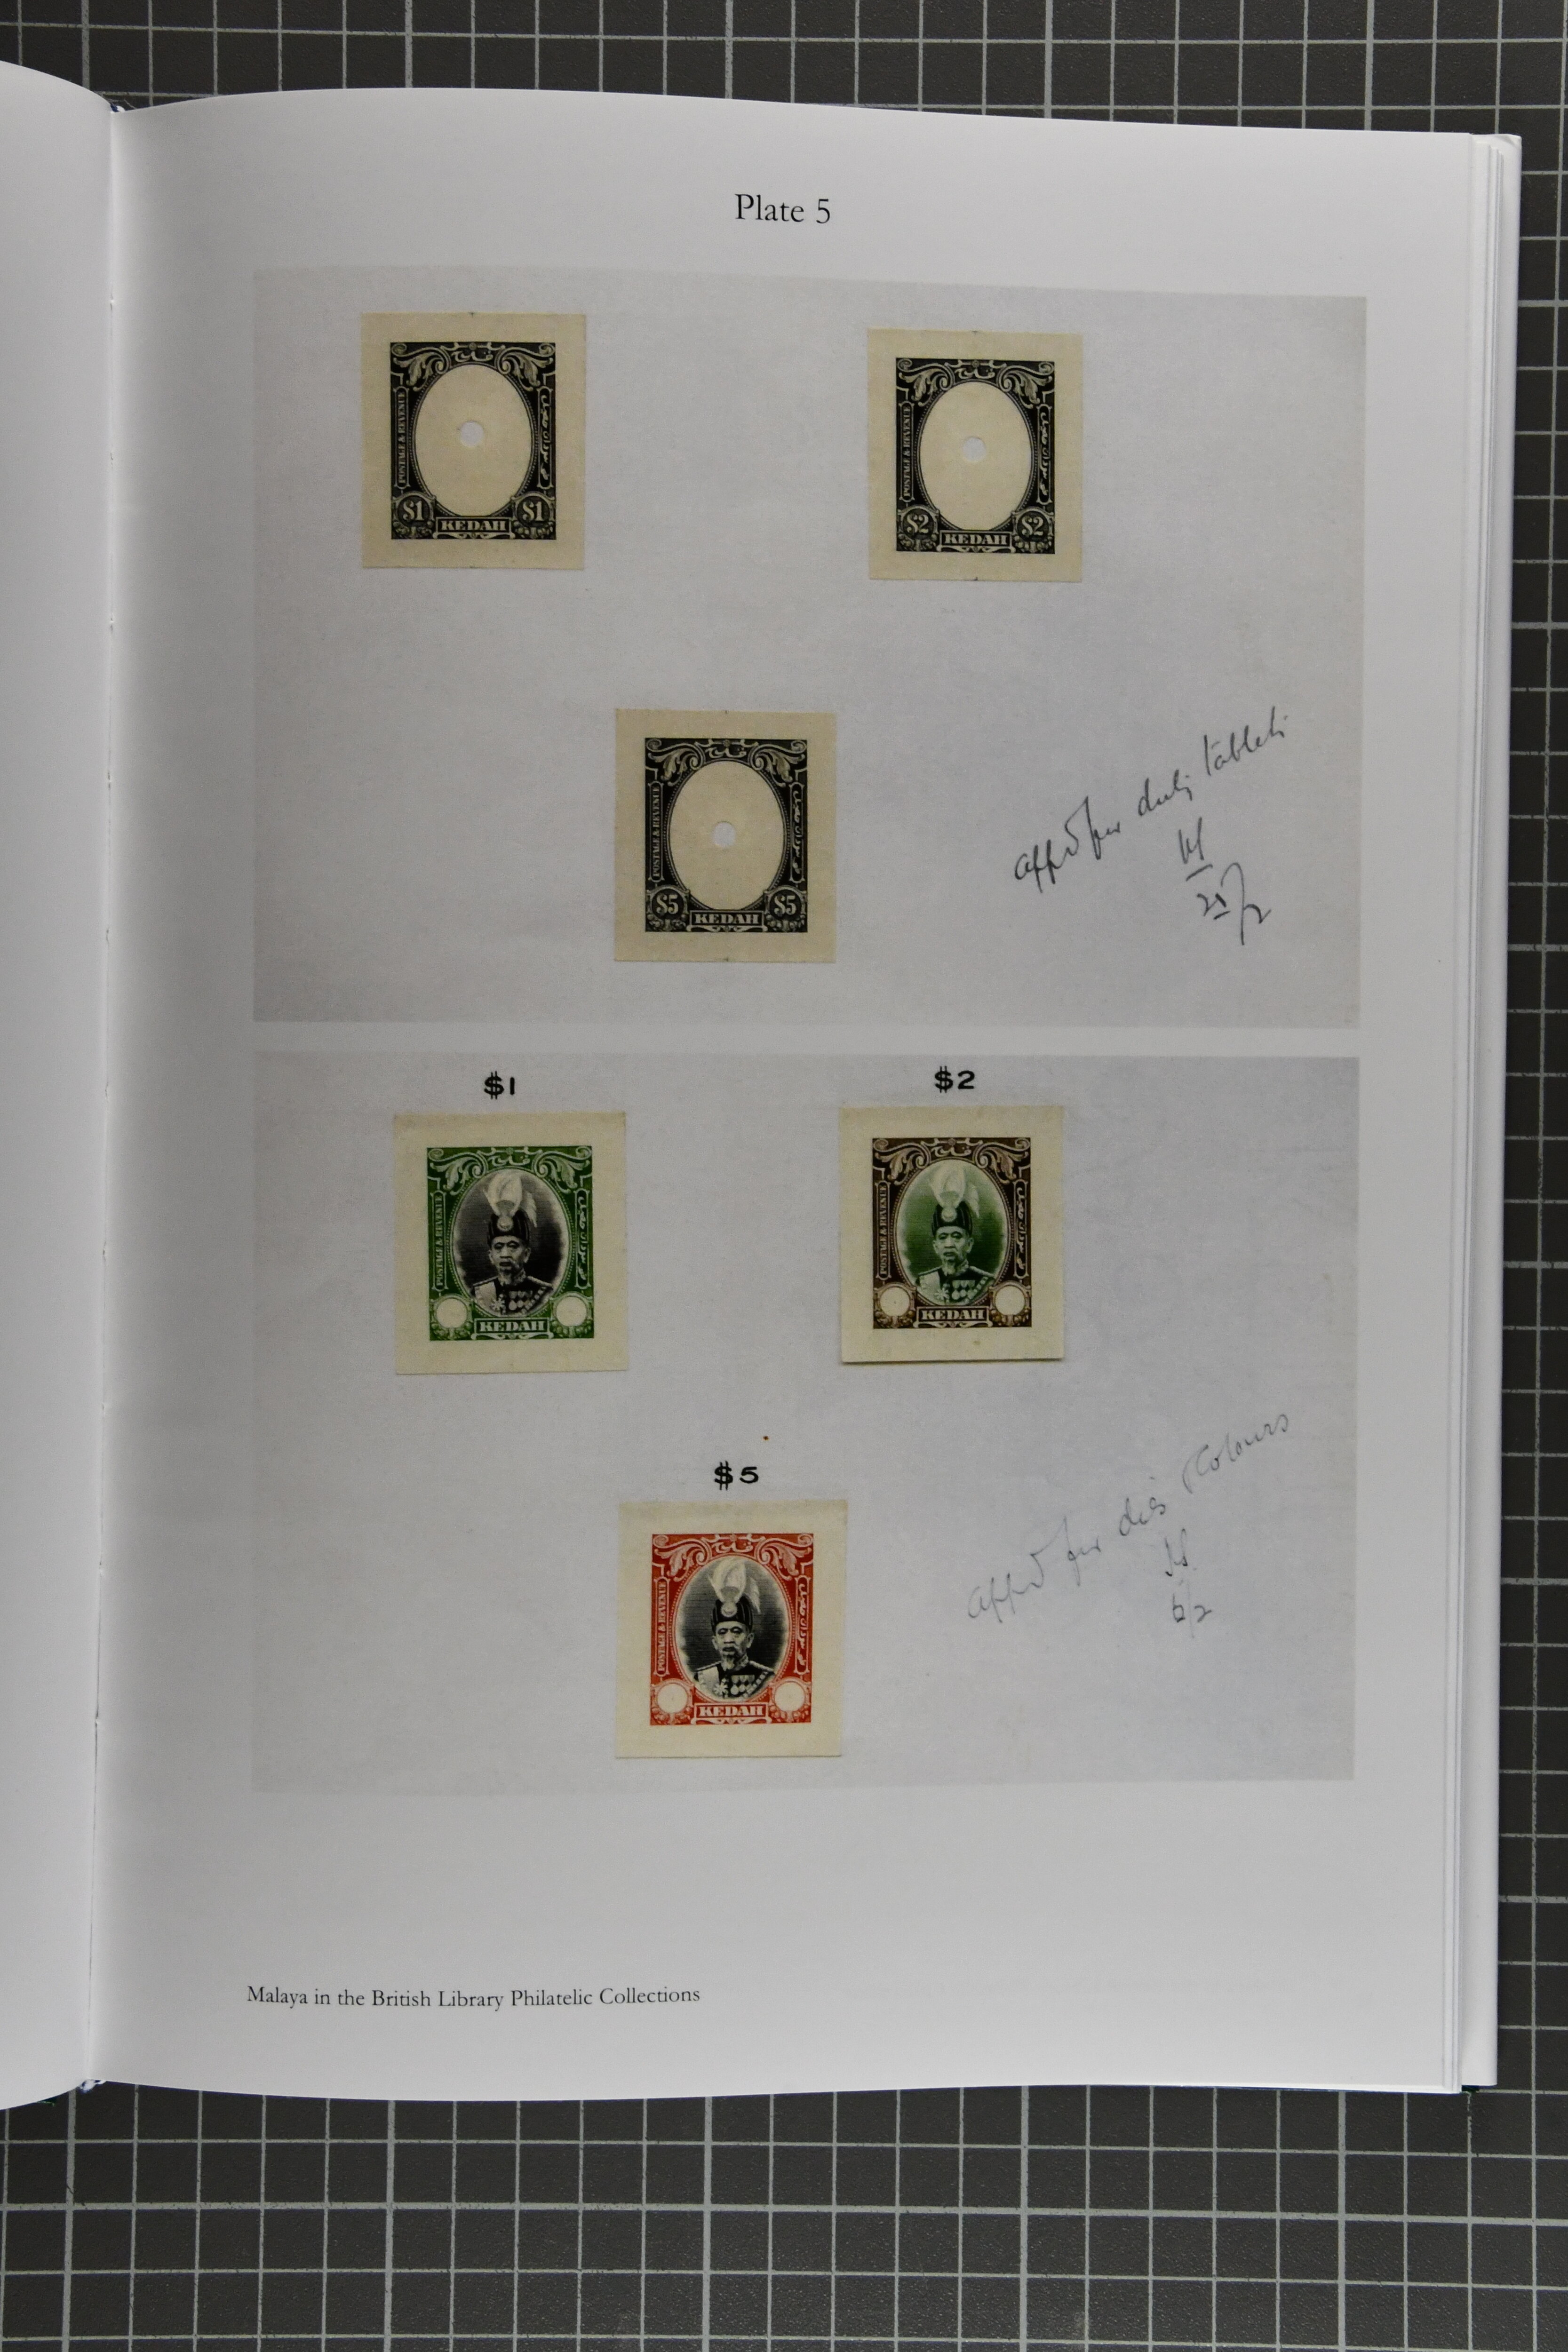 Plate 5
POSTAGE & REVENUE
$1 $1
KEDAH
POSTAGE & REVENUE
$2 $2
KEDAH
POSTAGE & REVENUE
$5 $5
KEDAH
appd for duty tablets
25/2
$1
POSTAGE & REVENUE
KEDAH
$2
POSTAGE & REVENUE
KEDAH
$5
POSTAGE & REVENUE
KEDAH
appd for dies & Colours
6/2
Malaya in the British Library Philatelic Collections